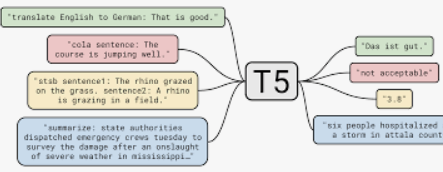 "translate English to German: That is good."
"cola sentence: The
course is jumping well."
"stsb sentence1: The rhino grazed
on the grass. sentence2: A rhino
is grazing in a field."
"summarize: state authorities
dispatched emergency crews tuesday to
survey the damage after an onslaught
of severe weather in mississippi…"
T5
"Das ist gut."
"not acceptable"
"3.8"
"six people hospitalized
a storm in attala count